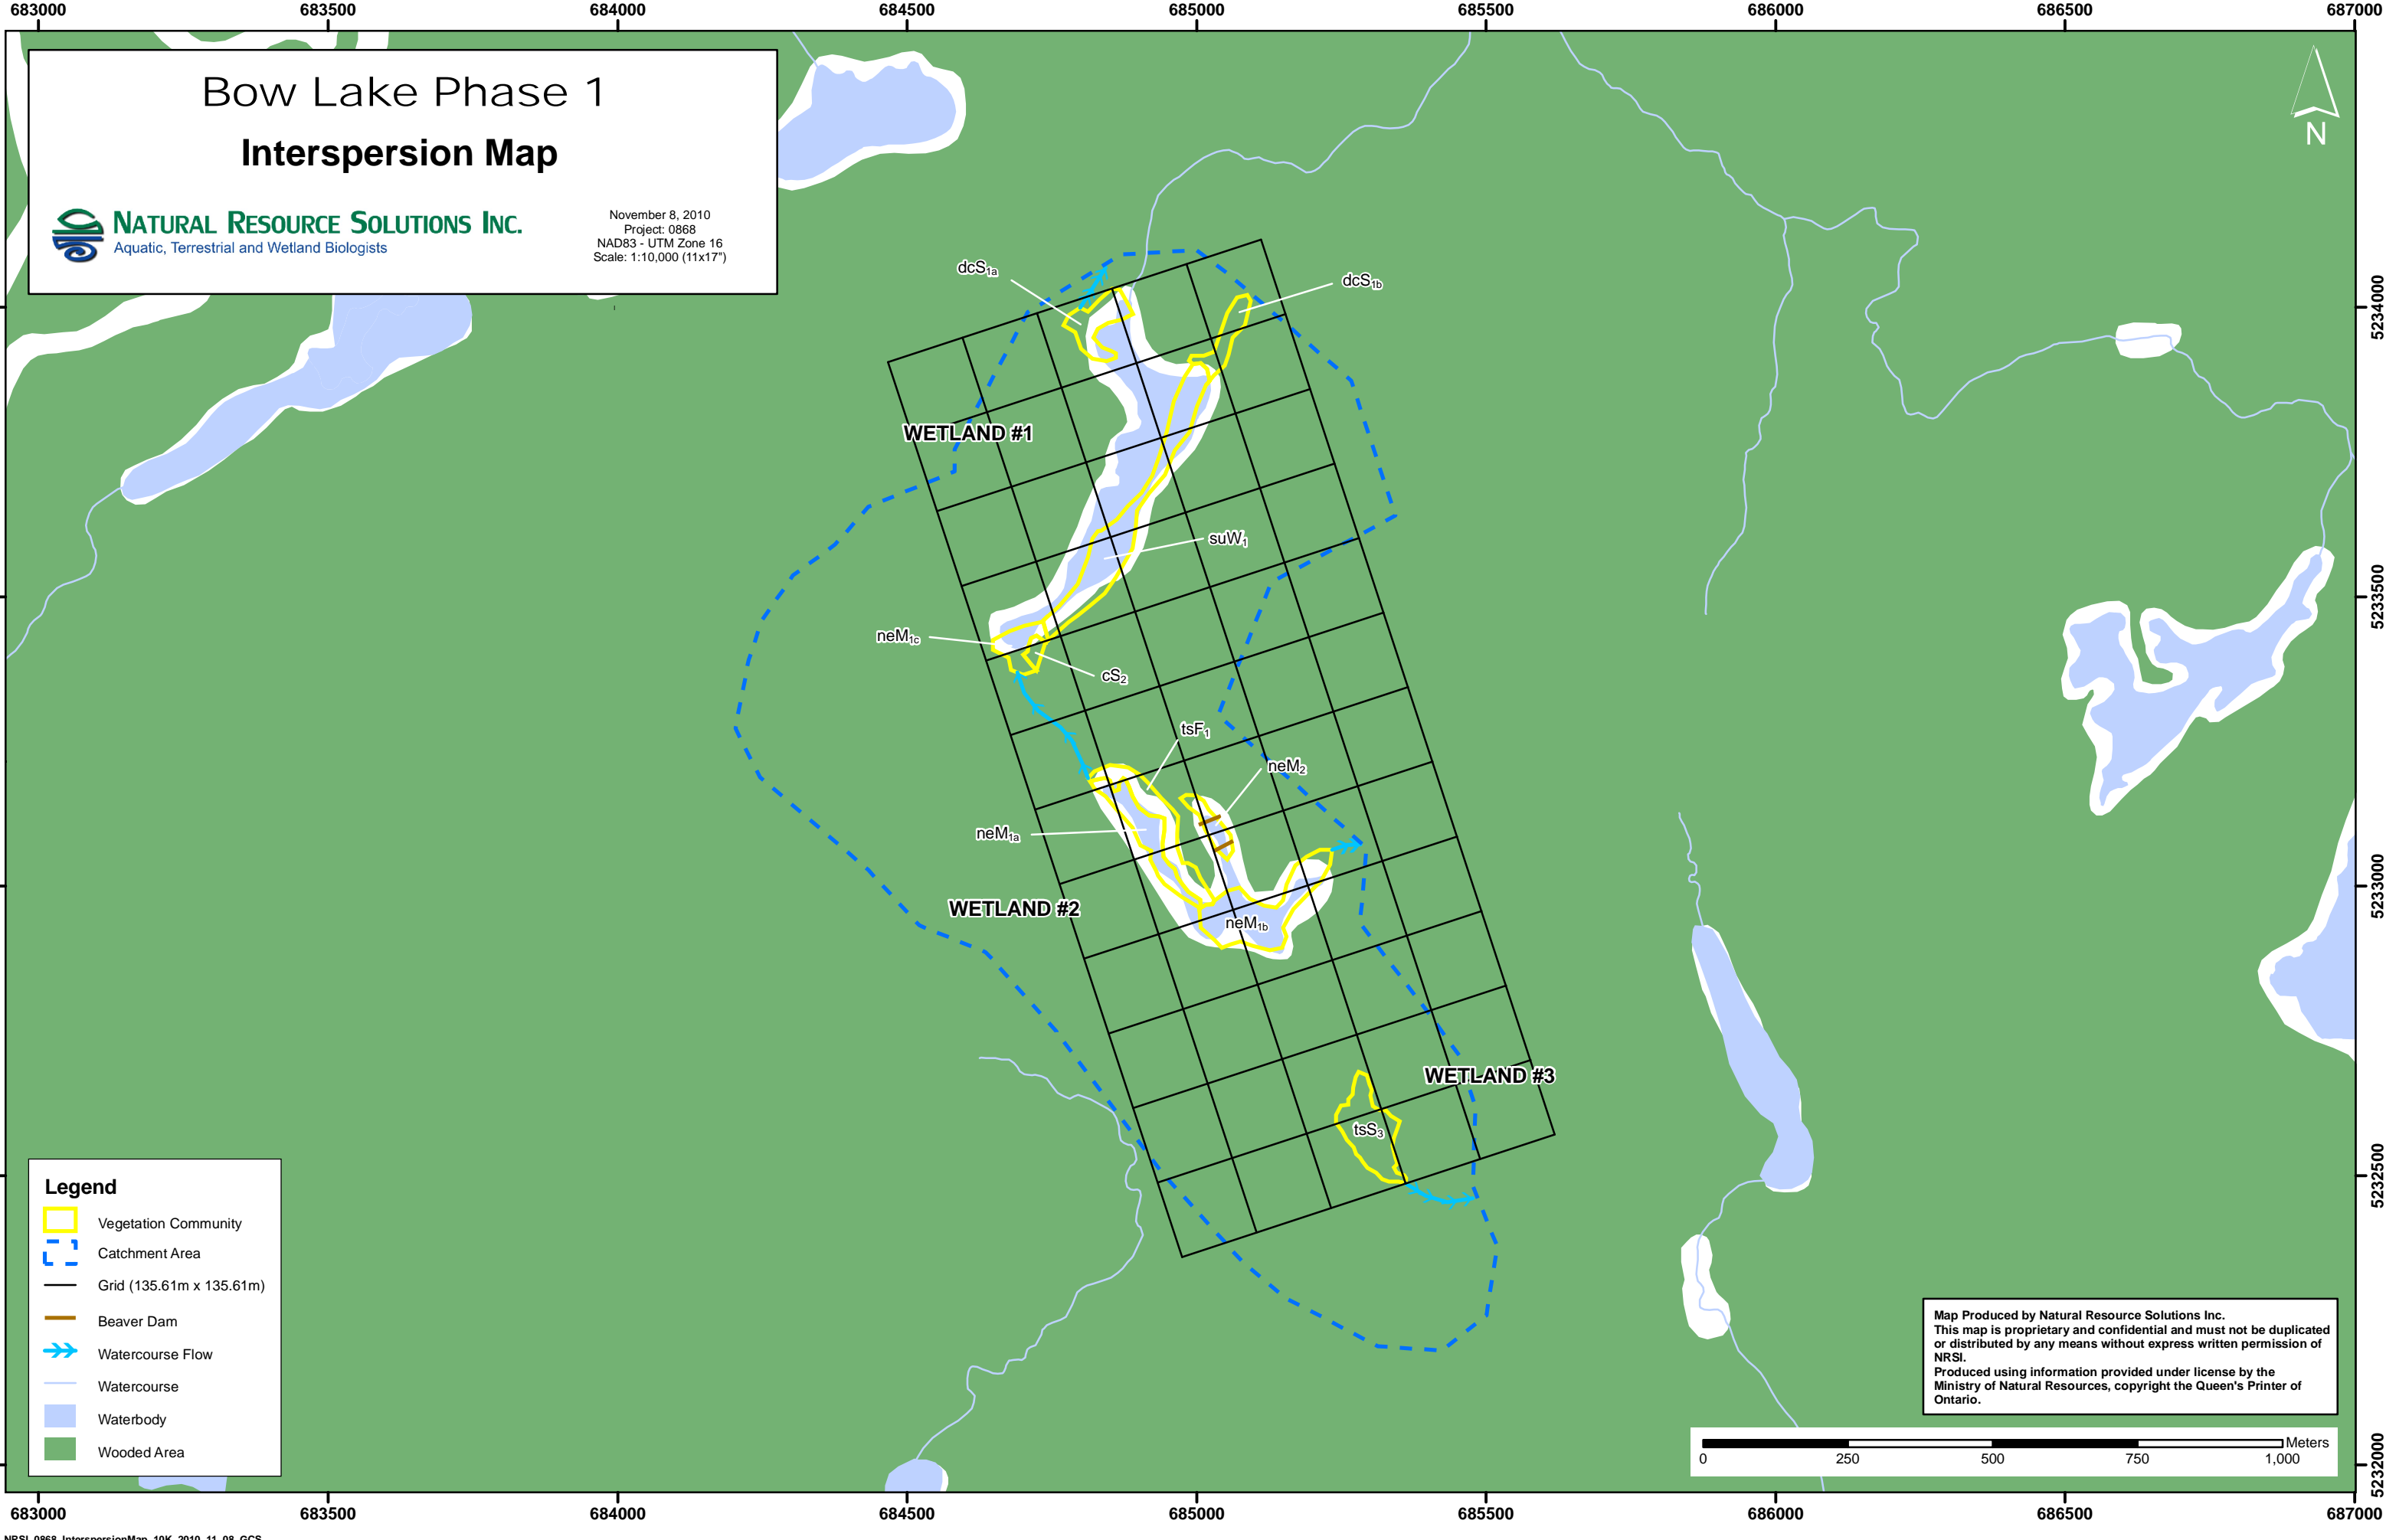 683000 683500 684000 684500 685000 685500 686000 686500 687000
Bow Lake Phase 1
Interspersion Map
NATURAL RESOURCE SOLUTIONS INC.
Aquatic, Terrestrial and Wetland Biologists
November 8, 2010
Project: 0868
NAD83 - UTM Zone 16
Scale: 1:10,000 (11x17")
N
dcS1a
dcS1b
5234000
WETLAND #1
suW1
5233500
neM1c
cS2
tsF1
neM2
neM1a
5233000
WETLAND #2
neM1b
WETLAND #3
tsS3
5232500
Legend
Vegetation Community
Catchment Area
Grid (135.61m x 135.61m)
Beaver Dam
Watercourse Flow
Watercourse
Waterbody
Wooded Area
Map Produced by Natural Resource Solutions Inc.
This map is proprietary and confidential and must not be duplicated
or distributed by any means without express written permission of
NRSI.
Produced using information provided under license by the
Ministry of Natural Resources, copyright the Queen's Printer of
Ontario.
Meters
0 250 500 750 1,000
5232000
683000 683500 684000 684500 685000 685500 686000 686500 687000
NRSI_0868_InterspersionMap_10K_2010_11_08_GCS